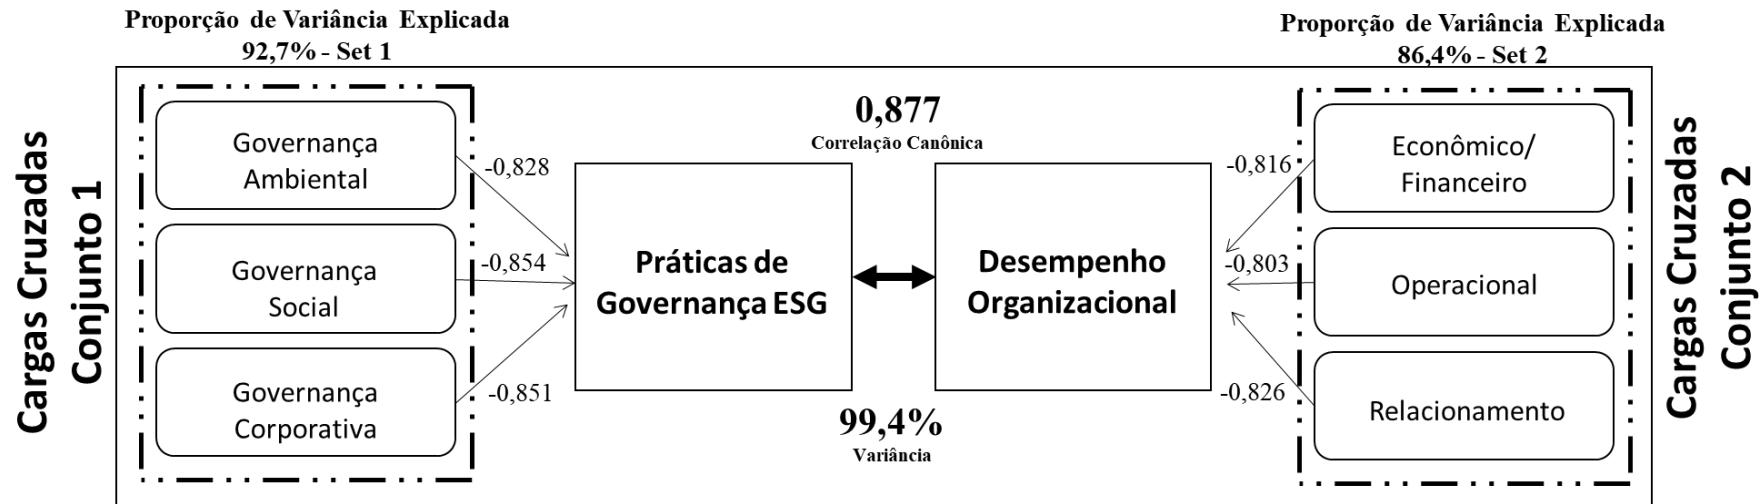 Proporção de Variância Explicada
92,7% - Set 1
Proporção de Variância Explicada
86,4% - Set 2
Cargas Cruzadas
Conjunto 1
Governança
Ambiental
Governança
Social
Governança
Corporativa
-0,828
-0,854
-0,851
Práticas de
Governança ESG
0,877
Correlação Canônica
99,4%
Variância
Desempenho
Organizacional
-0,816
-0,803
-0,826
Econômico/
Financeiro
Operacional
Relacionamento
Cargas Cruzadas
Conjunto 2